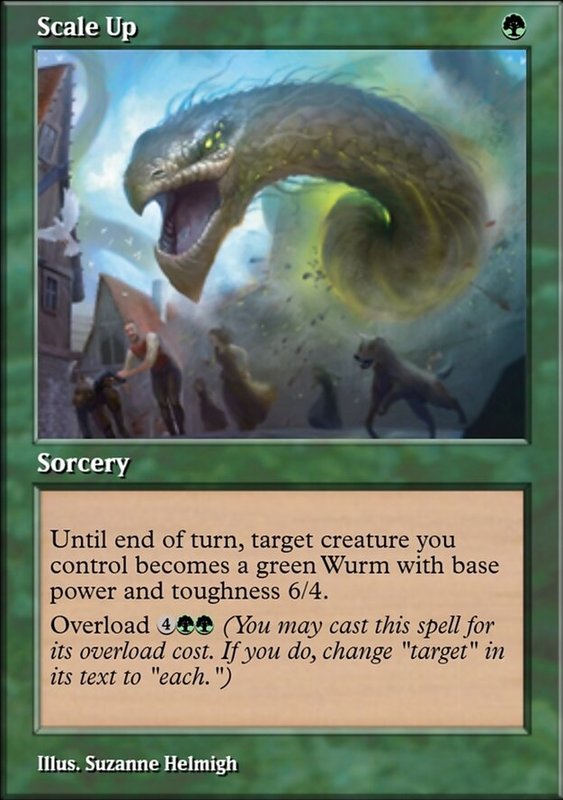 Scale Up
Sorcery
Until end of turn, target creature you
control becomes a green Wurm with base
power and toughness 6/4.
Overload 4 (You may cast this spell for
its overload cost. If you do, change "target" in
its text to "each.")
Illus. Suzanne Helmigh